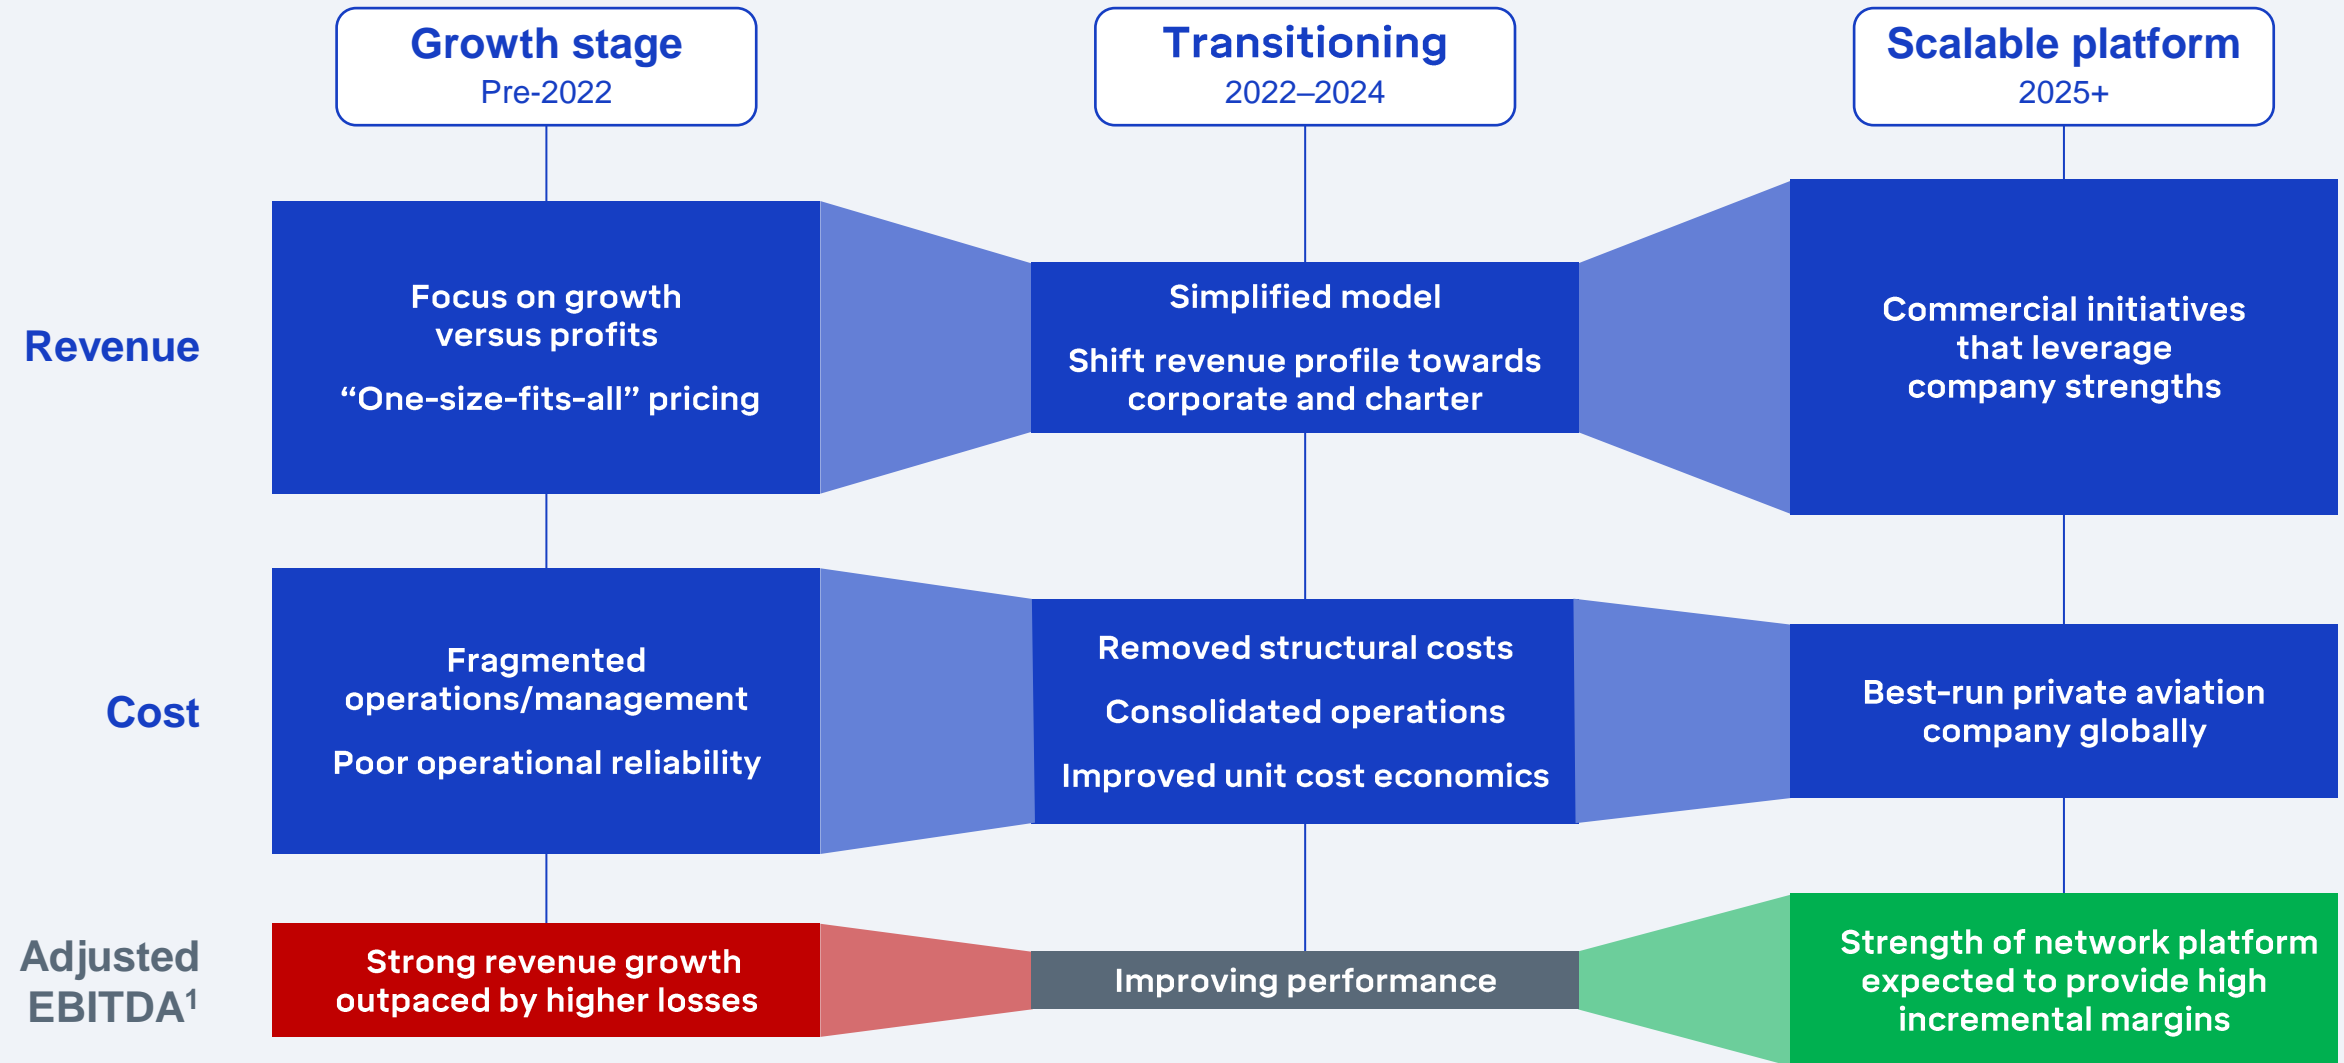 Growth stage
Pre-2022
Transitioning
2022–2024
Scalable platform
2025+
Revenue
Focus on growth
versus profits
“One-size-fits-all” pricing
Simplified model
Shift revenue profile towards
corporate and charter
Commercial initiatives
that leverage
company strengths
Cost
Fragmented
operations/management
Poor operational reliability
Removed structural costs
Consolidated operations
Improved unit cost economics
Best-run private aviation
company globally
Adjusted
EBITDA¹
Strong revenue growth
outpaced by higher losses
Improving performance
Strength of network platform
expected to provide high
incremental margins